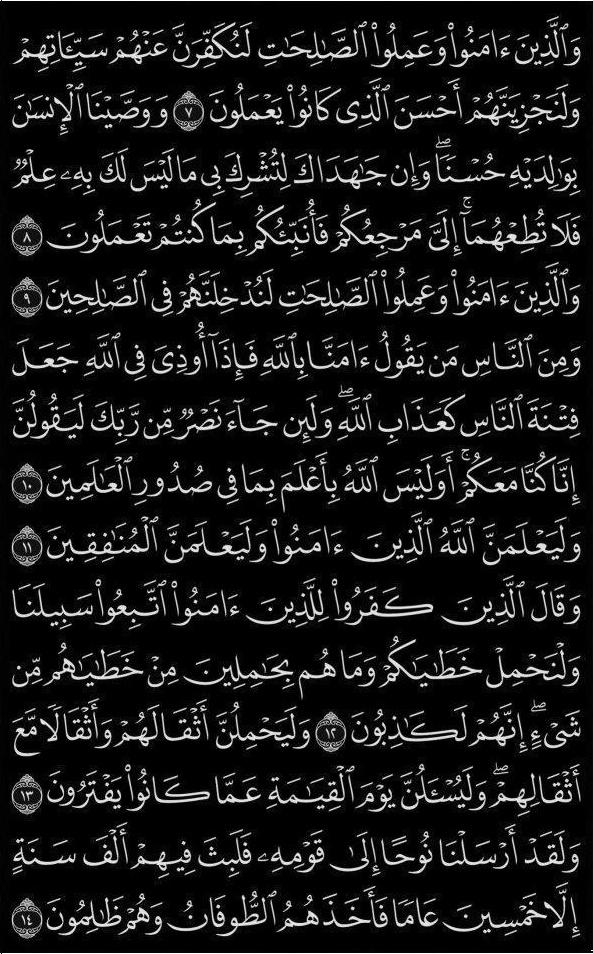 وَٱلَّذِينَ ءَامَنُوا۟ وَعَمِلُوا۟ ٱلصَّـٰلِحَـٰتِ لَنُكَفِّرَنَّ عَنْهُمْ سَيِّـَٔاتِهِمْ
وَلَنَجْزِيَنَّهُمْ أَحْسَنَ ٱلَّذِى كَانُوا۟ يَعْمَلُونَ ٧ وَوَصَّيْنَا ٱلْإِنسَـٰنَ
بِوَٰلِدَيْهِ حُسْنًا ۖ وَإِن جَـٰهَدَاكَ لِتُشْرِكَ بِى مَا لَيْسَ لَكَ بِهِۦ عِلْمٌ
فَلَا تُطِعْهُمَآ ۚ إِلَىَّ مَرْجِعُكُمْ فَأُنَبِّئُكُم بِمَا كُنتُمْ تَعْمَلُونَ ٨
وَٱلَّذِينَ ءَامَنُوا۟ وَعَمِلُوا۟ ٱلصَّـٰلِحَـٰتِ لَنُدْخِلَنَّهُمْ فِى ٱلصَّـٰلِحِينَ ٩
وَمِنَ ٱلنَّاسِ مَن يَقُولُ ءَامَنَّا بِٱللَّهِ فَإِذَآ أُوذِىَ فِى ٱللَّهِ جَعَلَ
فِتْنَةَ ٱلنَّاسِ كَعَذَابِ ٱللَّهِ ۖ وَلَئِن جَآءَ نَصْرٌ مِّن رَّبِّكَ لَيَقُولُنَّ
إِنَّا كُنَّا مَعَكُمْ ۚ أَوَلَيْسَ ٱللَّهُ بِأَعْلَمَ بِمَا فِى صُدُورِ ٱلْعَـٰلَمِينَ ١٠
وَلَيَعْلَمَنَّ ٱللَّهُ ٱلَّذِينَ ءَامَنُوا۟ وَلَيَعْلَمَنَّ ٱلْمُنَـٰفِقِينَ ١١
وَقَالَ ٱلَّذِينَ كَفَرُوا۟ لِلَّذِينَ ءَامَنُوا۟ ٱتَّبِعُوا۟ سَبِيلَنَا
وَلْنَحْمِلْ خَطَـٰيَـٰكُمْ وَمَا هُم بِحَـٰمِلِينَ مِنْ خَطَـٰيَـٰهُم مِّن
شَىْءٍ ۖ إِنَّهُمْ لَكَـٰذِبُونَ ١٢ وَلَيَحْمِلُنَّ أَثْقَالَهُمْ وَأَثْقَالًا مَّعَ
أَثْقَالِهِمْ ۖ وَلَيُسْـَٔلُنَّ يَوْمَ ٱلْقِيَـٰمَةِ عَمَّا كَانُوا۟ يَفْتَرُونَ ١٣
وَلَقَدْ أَرْسَلْنَا نُوحًا إِلَىٰ قَوْمِهِۦ فَلَبِثَ فِيهِمْ أَلْفَ سَنَةٍ
إِلَّا خَمْسِينَ عَامًا فَأَخَذَهُمُ ٱلطُّوفَانُ وَهُمْ ظَـٰلِمُونَ ١٤